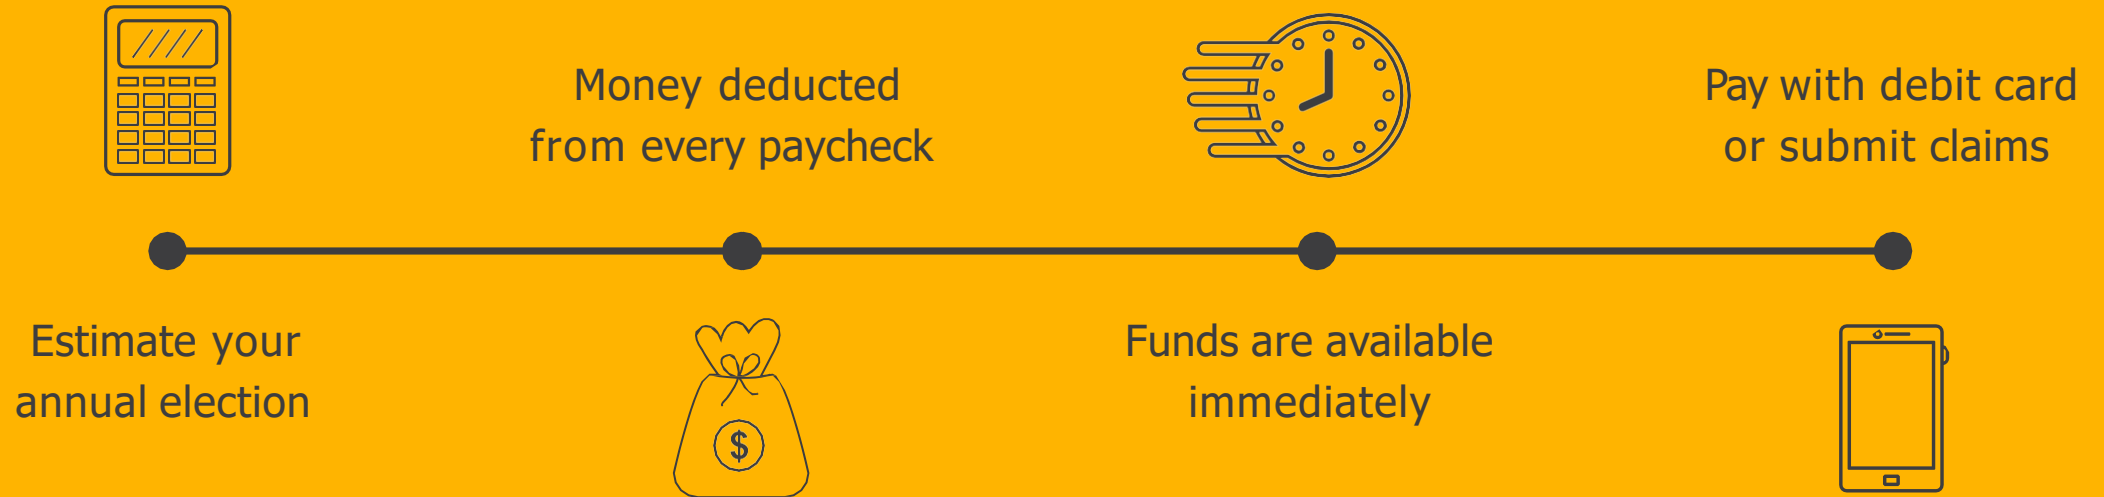 Estimate your
annual election
Money deducted
from every paycheck
$
Funds are available
immediately
Pay with debit card
or submit claims